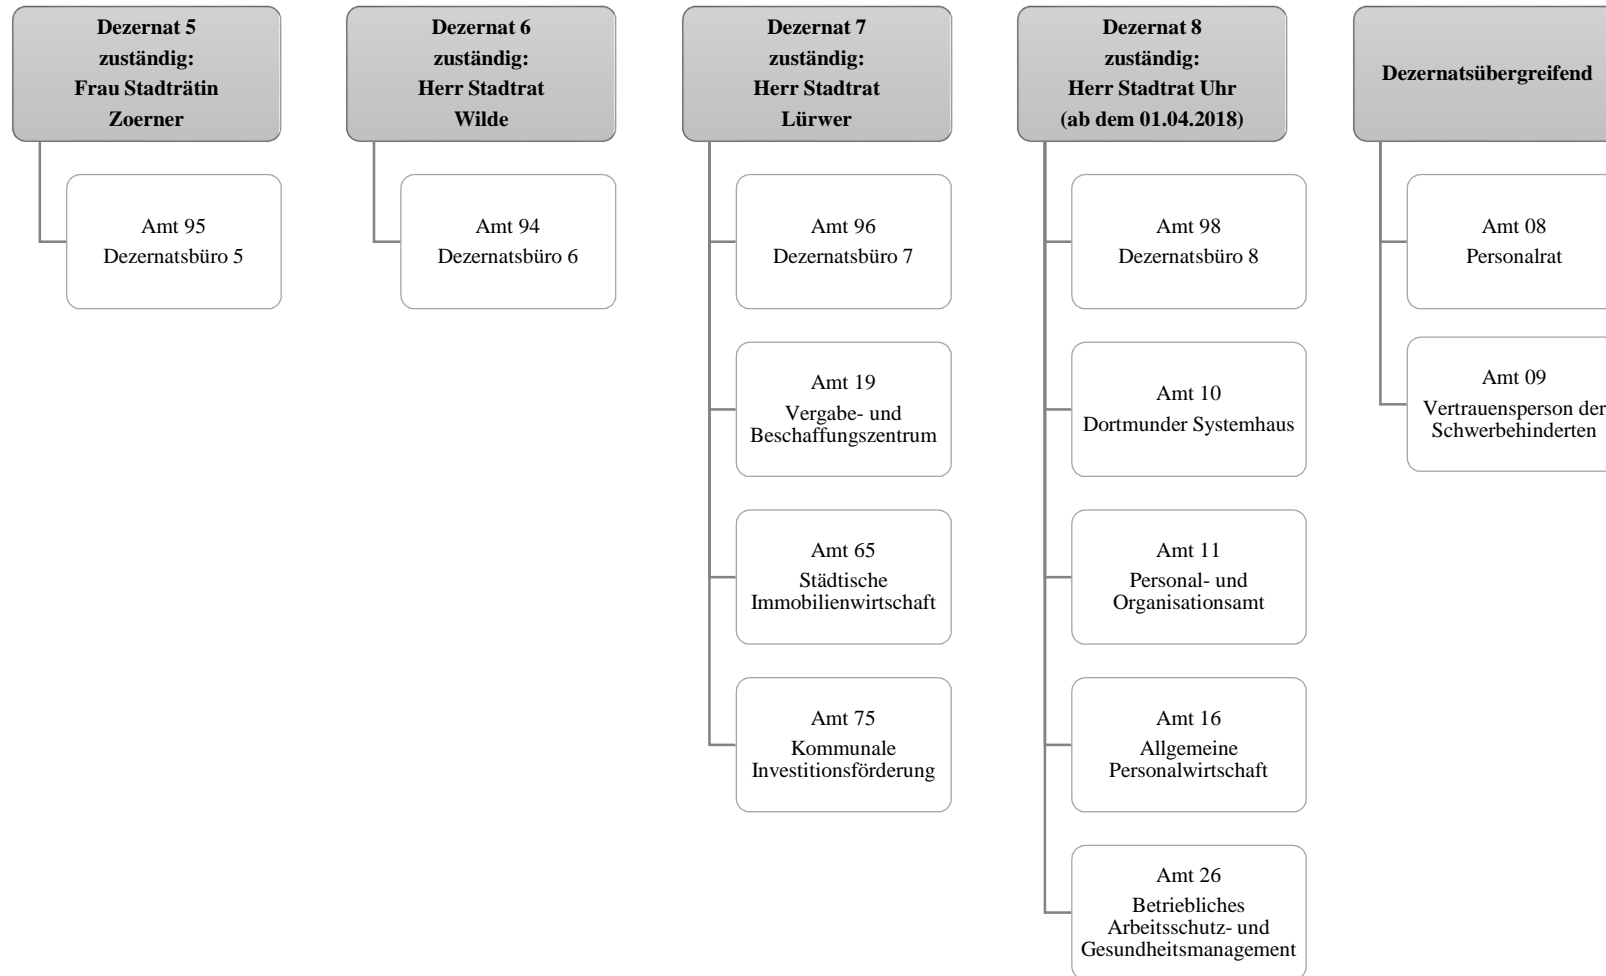 Dezernat 5
zuständig:
Frau Stadträtin
Zoerner
Amt 95
Dezernatsbüro 5
Dezernat 6
zuständig:
Herr Stadtrat
Wilde
Amt 94
Dezernatsbüro 6
Dezernat 7
zuständig:
Herr Stadtrat
Lürwer
Amt 96
Dezernatsbüro 7
Amt 19
Vergabe- und
Beschaffungszentrum
Amt 65
Städtische
Immobilienwirtschaft
Amt 75
Kommunale
Investitionsförderung
Dezernat 8
zuständig:
Herr Stadtrat Uhr
(ab dem 01.04.2018)
Amt 98
Dezernatsbüro 8
Amt 10
Dortmunder Systemhaus
Amt 11
Personal- und
Organisationsamt
Amt 16
Allgemeine
Personalwirtschaft
Amt 26
Betriebliches
Arbeitsschutz- und
Gesundheitsmanagement
Dezernatsübergreifend
Amt 08
Personalrat
Amt 09
Vertrauensperson der
Schwerbehinderten